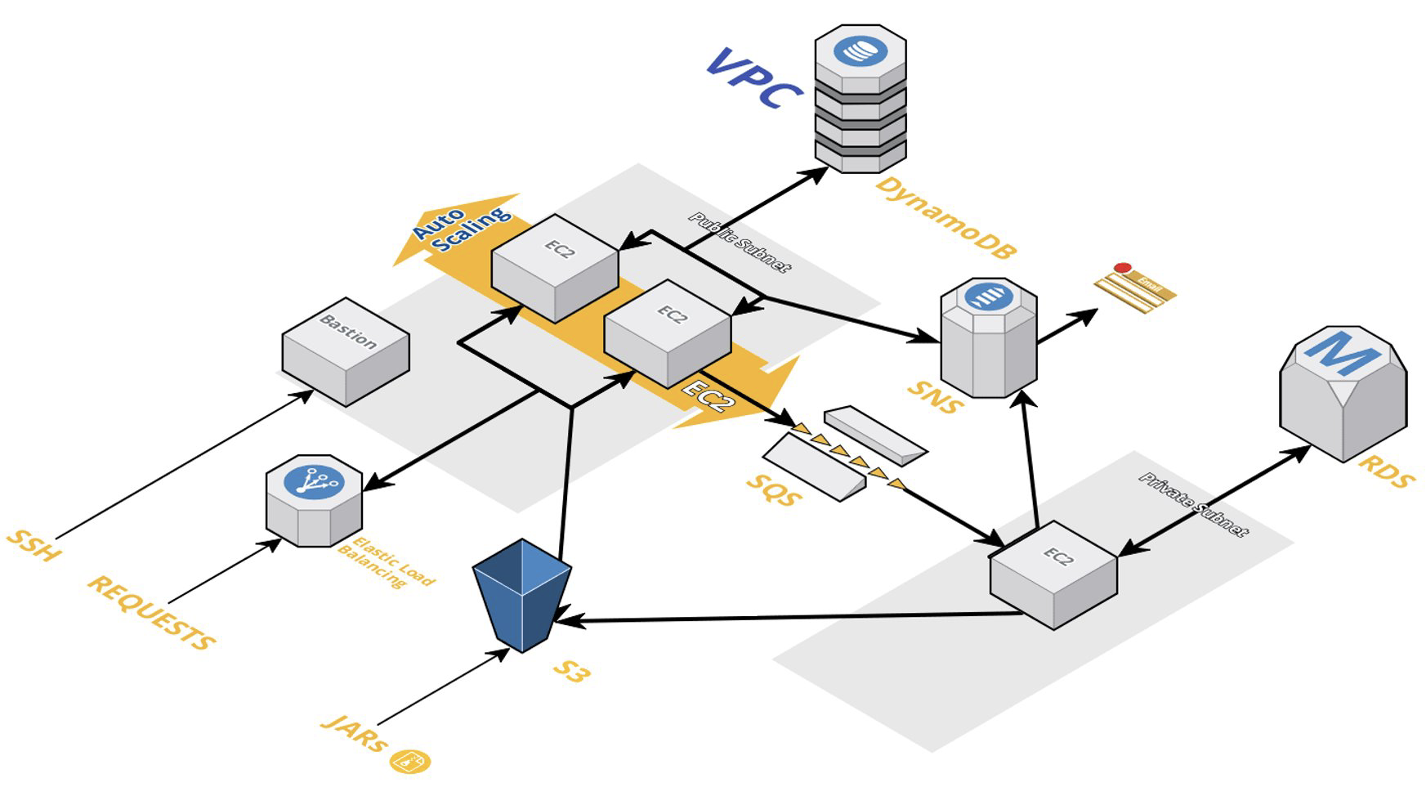 VPC
DynamoDB
Public Subnet
Auto
Scaling
EC2
EC2
EC2
Bastion
Email
SNS
M
RDS
SQS
Private Subnet
EC2
SSH
Elastic Load
Balancing
REQUESTS
S3
JARs